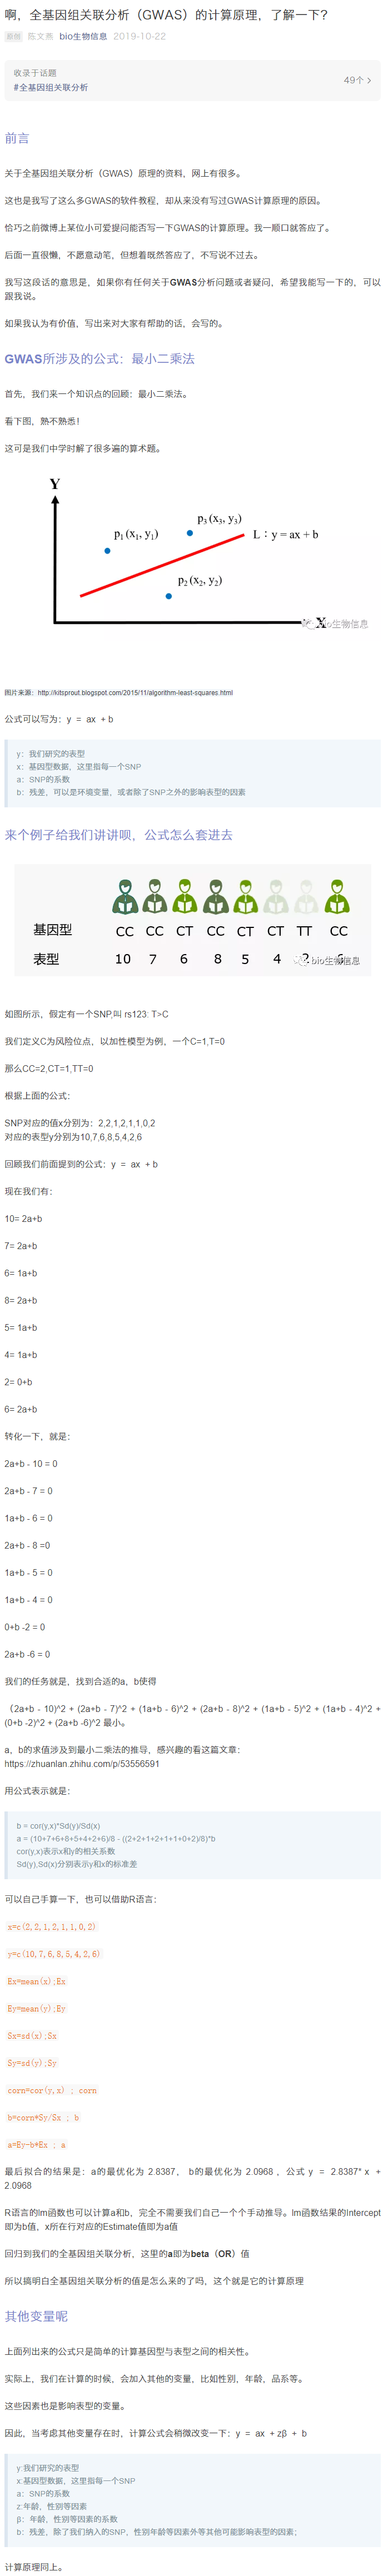 啊，全基因组关联分析（GWAS）的计算原理，了解一下？
原创 陈文燕 bio生物信息 2019-10-22
收录于话题
#全基因组关联分析
49个
前言
关于全基因组关联分析（GWAS）原理的资料，网上有很多。
这也是我写了这么多GWAS的软件教程，却从来没有写过GWAS计算原理的原因。
恰巧之前微博上某位小可爱提问能否写一下GWAS的计算原理。我一顺口就答应了。
后面一直很懒，不愿意动笔，但想着既然答应了，不写说不过去。
我写这段话的意思是，如果你有任何关于GWAS分析问题或者疑问，希望我能写一下的，可以
跟我说。
如果我认为有价值，写出来对大家有帮助的话，会写的。
GWAS所涉及的公式：最小二乘法
首先，我们来一个知识点的回顾：最小二乘法。
看下图，熟不熟悉！
这可是我们中学时解了很多遍的算术题。
Y
p₃ (x₃, y₃)
p₁ (x₁, y₁)
L：y = ax + b
p₂ (x₂, y₂)
X
bio生物信息
图片来源：http://kitsprout.blogspot.com/2015/11/algorithm-least-squares.html
公式可以写为：y = ax + b
y：我们研究的表型
x：基因型数据，这里指每一个SNP
a：SNP的系数
b：残差，可以是环境变量，或者除了SNP之外的影响表型的因素
来个例子给我们讲讲呗，公式怎么套进去
基因型 CC CC CT CC CT CT TT CC
表型 10 7 6 8 5 4 2 6
bio生物信息
如图所示，假定有一个SNP,叫 rs123: T>C
我们定义C为风险位点，以加性模型为例，一个C=1,T=0
那么CC=2,CT=1,TT=0
根据上面的公式：
SNP对应的值x分别为：2,2,1,2,1,1,0,2
对应的表型y分别为10,7,6,8,5,4,2,6
回顾我们前面提到的公式：y = ax + b
现在我们有：
10= 2a+b
7= 2a+b
6= 1a+b
8= 2a+b
5= 1a+b
4= 1a+b
2= 0+b
6= 2a+b
转化一下，就是：
2a+b - 10 = 0
2a+b - 7 = 0
1a+b - 6 = 0
2a+b - 8 =0
1a+b - 5 = 0
1a+b - 4 = 0
0+b -2 = 0
2a+b -6 = 0
我们的任务就是，找到合适的a，b使得
（2a+b - 10)^2 + (2a+b - 7)^2 + (1a+b - 6)^2 + (2a+b - 8)^2 + (1a+b - 5)^2 + (1a+b - 4)^2 +
(0+b -2)^2 + (2a+b -6)^2 最小。
a，b的求值涉及到最小二乘法的推导，感兴趣的看这篇文章：
https://zhuanlan.zhihu.com/p/53556591
用公式表示就是：
b = cor(y,x)*Sd(y)/Sd(x)
a = (10+7+6+8+5+4+2+6)/8 - ((2+2+1+2+1+1+0+2)/8)*b
cor(y,x)表示x和y的相关系数
Sd(y),Sd(x)分别表示y和x的标准差
可以自己手算一下，也可以借助R语言：
x=c(2,2,1,2,1,1,0,2)
y=c(10,7,6,8,5,4,2,6)
Ex=mean(x);Ex
Ey=mean(y);Ey
Sx=sd(x);Sx
Sy=sd(y);Sy
corn=cor(y,x) ; corn
b=corn*Sy/Sx ; b
a=Ey-b*Ex ; a
最后拟合的结果是：a的最优化为 2.8387， b的最优化为 2.0968 ，公式 y = 2.8387* x +
2.0968
R语言的lm函数也可以计算a和b，完全不需要我们自己一个个手动推导。lm函数结果的Intercept
即为b值，x所在行对应的Estimate值即为a值
回归到我们的全基因组关联分析，这里的a即为beta（OR）值
所以搞明白全基因组关联分析的值是怎么来的了吗，这个就是它的计算原理
其他变量呢
上面列出来的公式只是简单的计算基因型与表型之间的相关性。
实际上，我们在计算的时候，会加入其他的变量，比如性别，年龄，品系等。
这些因素也是影响表型的变量。
因此，当考虑其他变量存在时，计算公式会稍微改变一下：y = ax + zβ + b
y:我们研究的表型
x:基因型数据，这里指每一个SNP
a：SNP的系数
z:年龄，性别等因素
β：年龄，性别等因素的系数
b：残差，除了我们纳入的SNP，性别年龄等因素外等其他可能影响表型的因素；
计算原理同上。